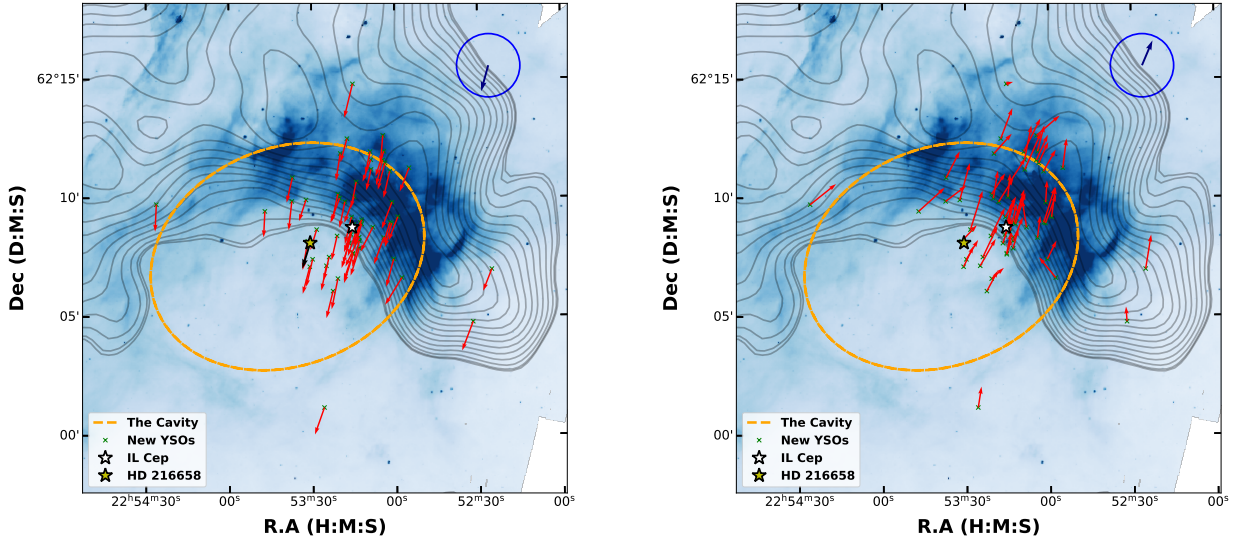 62°15'
10'
05'
00'
Dec (D:M:S)
The Cavity
New YSOs
IL Cep
HD 216658
22ʰ54ᵐ30ˢ
00ˢ
53ᵐ30ˢ
00ˢ
52ᵐ30ˢ
00ˢ
R.A (H:M:S)
62°15'
10'
05'
00'
Dec (D:M:S)
The Cavity
New YSOs
IL Cep
HD 216658
22ʰ54ᵐ30ˢ
00ˢ
53ᵐ30ˢ
00ˢ
52ᵐ30ˢ
00ˢ
R.A (H:M:S)